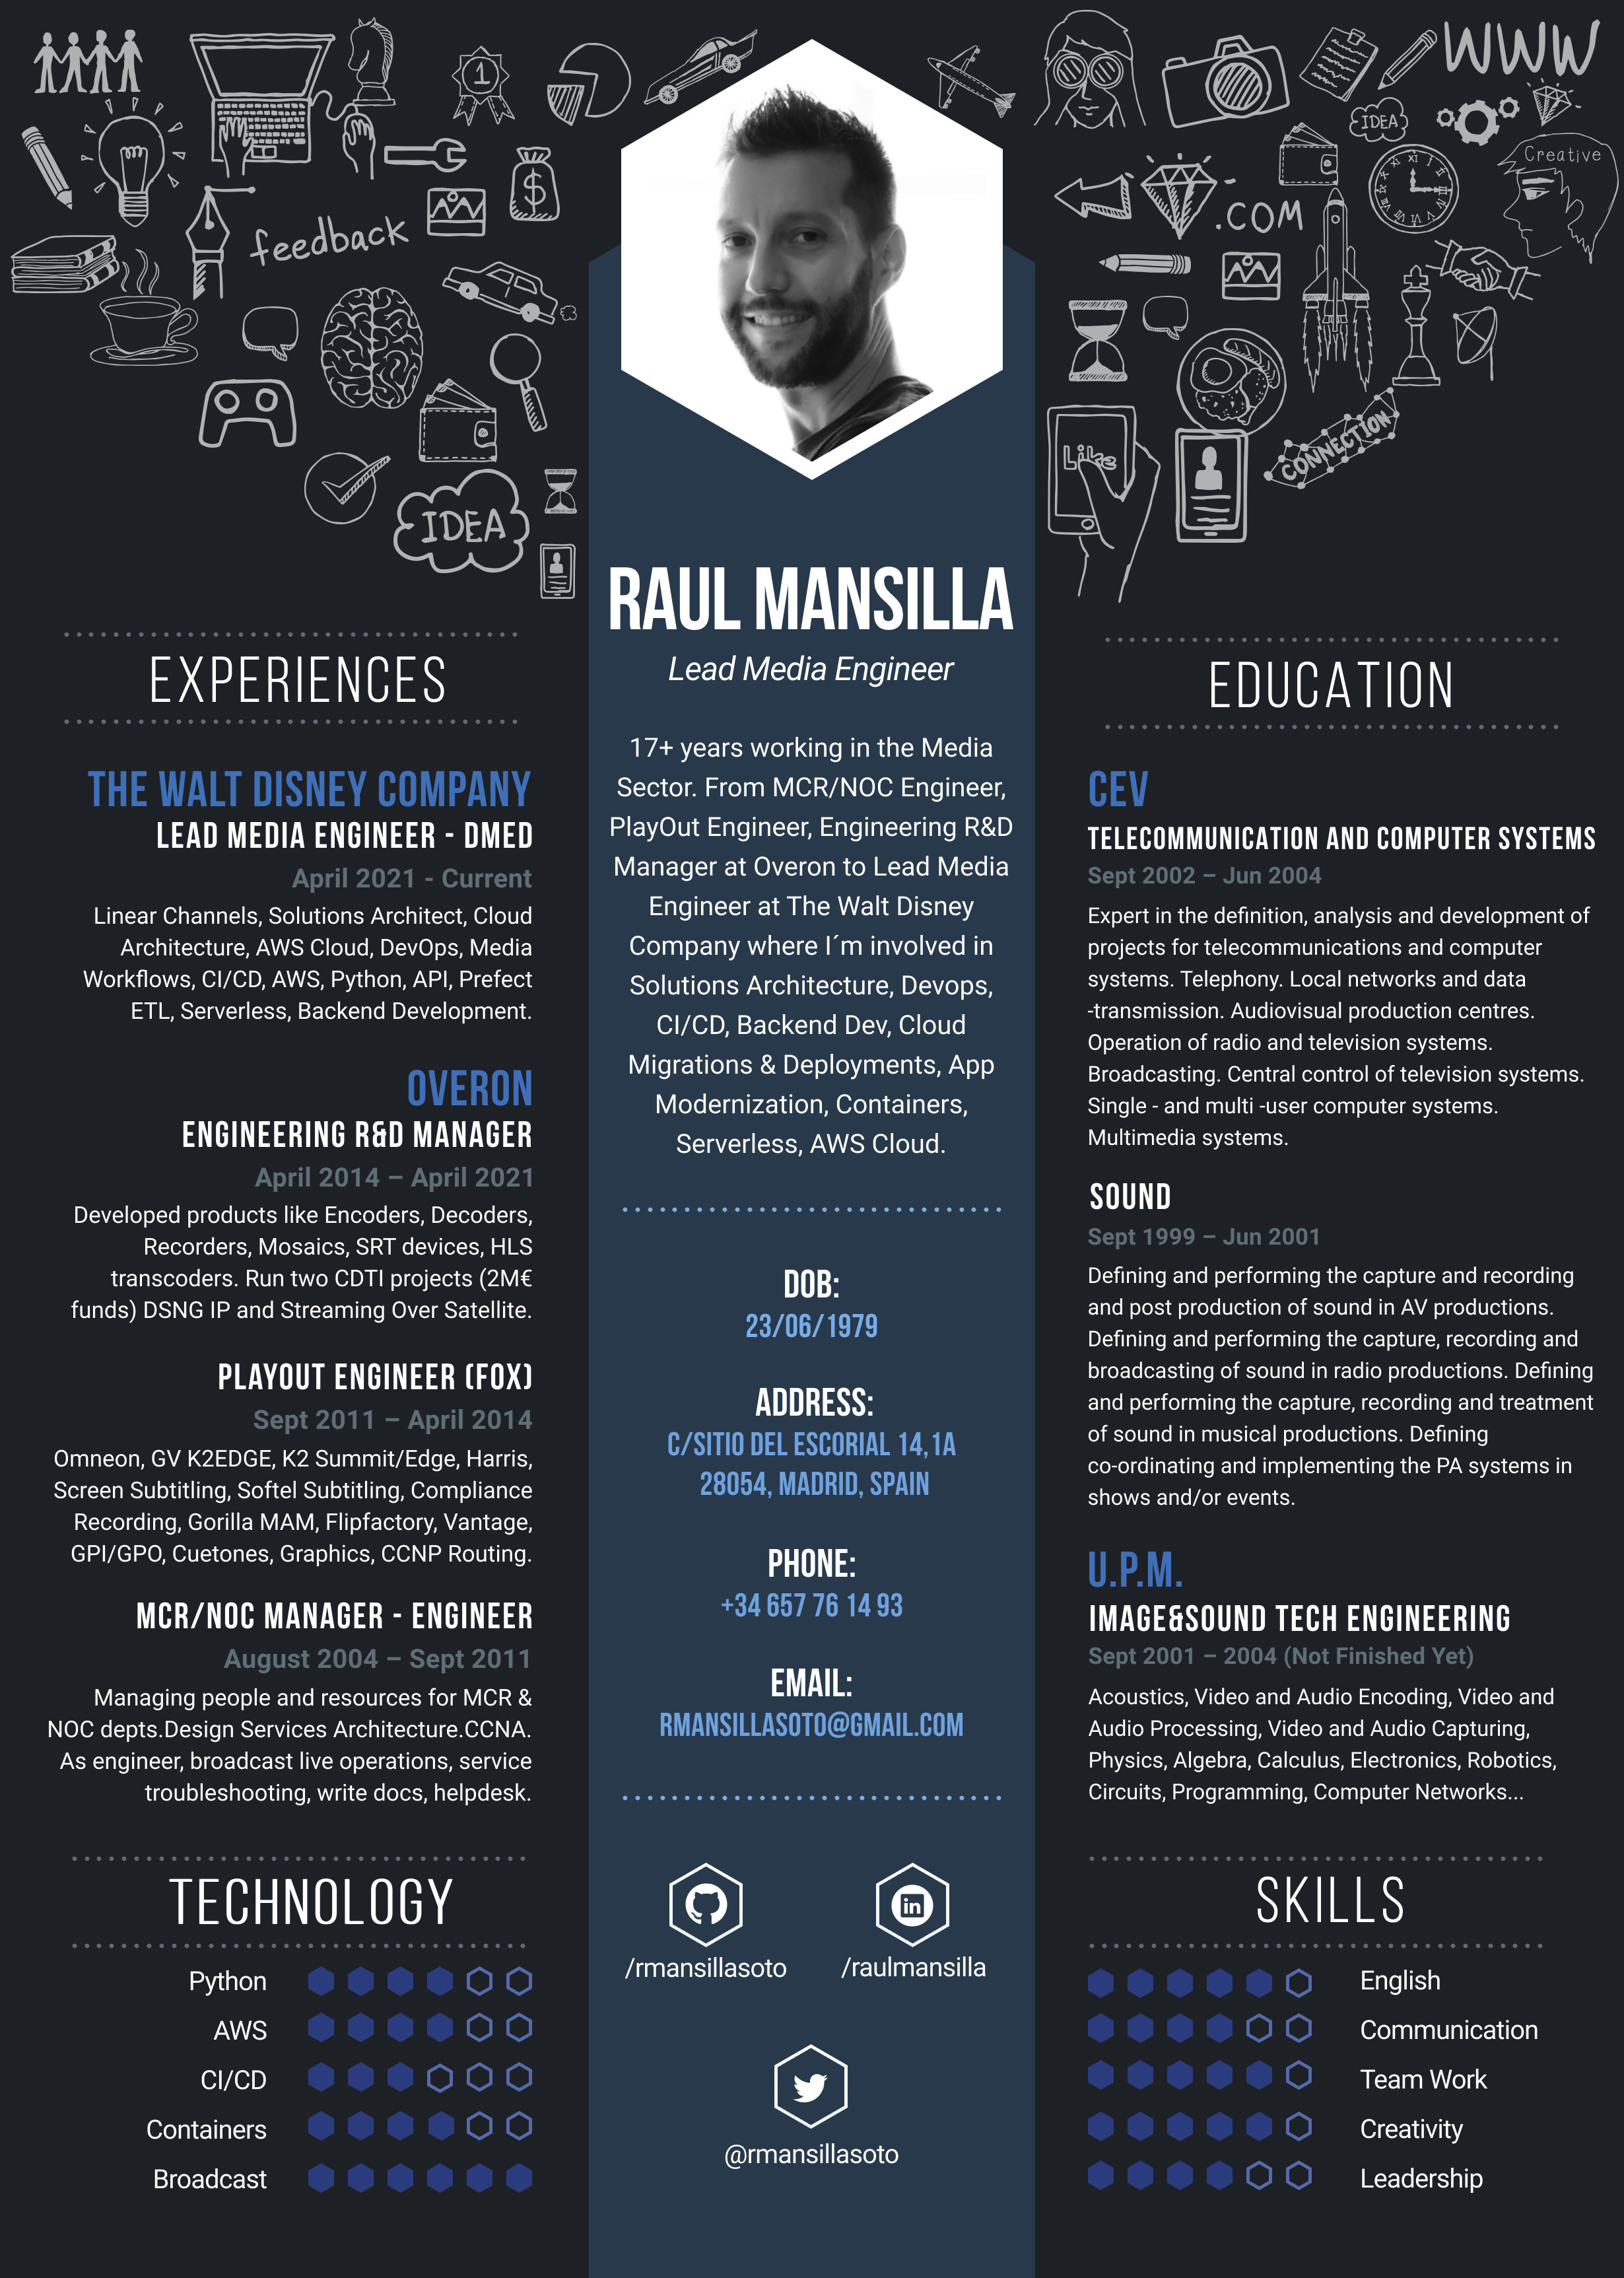 WWW
IDEA
Creative
feedback
$
1
.COM
XI
XII
I
Like
CONNECTION
IDEA
RAUL MANSILLA
Lead Media Engineer
17+ years working in the Media
Sector. From MCR/NOC Engineer,
PlayOut Engineer, Engineering R&D
Manager at Overon to Lead Media
Engineer at The Walt Disney
Company where I´m involved in
Solutions Architecture, Devops,
CI/CD, Backend Dev, Cloud
Migrations & Deployments, App
Modernization, Containers,
Serverless, AWS Cloud.
DOB:
23/06/1979
ADDRESS:
C/SITIO DEL ESCORIAL 14,1A
28054, MADRID, SPAIN
PHONE:
+34 657 76 14 93
EMAIL:
RMANSILLASOTO@GMAIL.COM
in
/rmansillasoto
/raulmansilla
@rmansillasoto
EXPERIENCES
THE WALT DISNEY COMPANY
LEAD MEDIA ENGINEER - DMED
April 2021 - Current
Linear Channels, Solutions Architect, Cloud
Architecture, AWS Cloud, DevOps, Media
Workflows, CI/CD, AWS, Python, API, Prefect
ETL, Serverless, Backend Development.
OVERON
ENGINEERING R&D MANAGER
April 2014 – April 2021
Developed products like Encoders, Decoders,
Recorders, Mosaics, SRT devices, HLS
transcoders. Run two CDTI projects (2M€
funds) DSNG IP and Streaming Over Satellite.
PLAYOUT ENGINEER (FOX)
Sept 2011 – April 2014
Omneon, GV K2EDGE, K2 Summit/Edge, Harris,
Screen Subtitling, Softel Subtitling, Compliance
Recording, Gorilla MAM, Flipfactory, Vantage,
GPI/GPO, Cuetones, Graphics, CCNP Routing.
MCR/NOC MANAGER - ENGINEER
August 2004 – Sept 2011
Managing people and resources for MCR &
NOC depts.Design Services Architecture.CCNA.
As engineer, broadcast live operations, service
troubleshooting, write docs, helpdesk.
TECHNOLOGY
Python
AWS
CI/CD
Containers
Broadcast
EDUCATION
CEV
TELECOMMUNICATION AND COMPUTER SYSTEMS
Sept 2002 – Jun 2004
Expert in the definition, analysis and development of
projects for telecommunications and computer
systems. Telephony. Local networks and data
-transmission. Audiovisual production centres.
Operation of radio and television systems.
Broadcasting. Central control of television systems.
Single - and multi -user computer systems.
Multimedia systems.
SOUND
Sept 1999 – Jun 2001
Defining and performing the capture and recording
and post production of sound in AV productions.
Defining and performing the capture, recording and
broadcasting of sound in radio productions. Defining
and performing the capture, recording and treatment
of sound in musical productions. Defining
co-ordinating and implementing the PA systems in
shows and/or events.
U.P.M.
IMAGE&SOUND TECH ENGINEERING
Sept 2001 – 2004 (Not Finished Yet)
Acoustics, Video and Audio Encoding, Video and
Audio Processing, Video and Audio Capturing,
Physics, Algebra, Calculus, Electronics, Robotics,
Circuits, Programming, Computer Networks...
SKILLS
English
Communication
Team Work
Creativity
Leadership